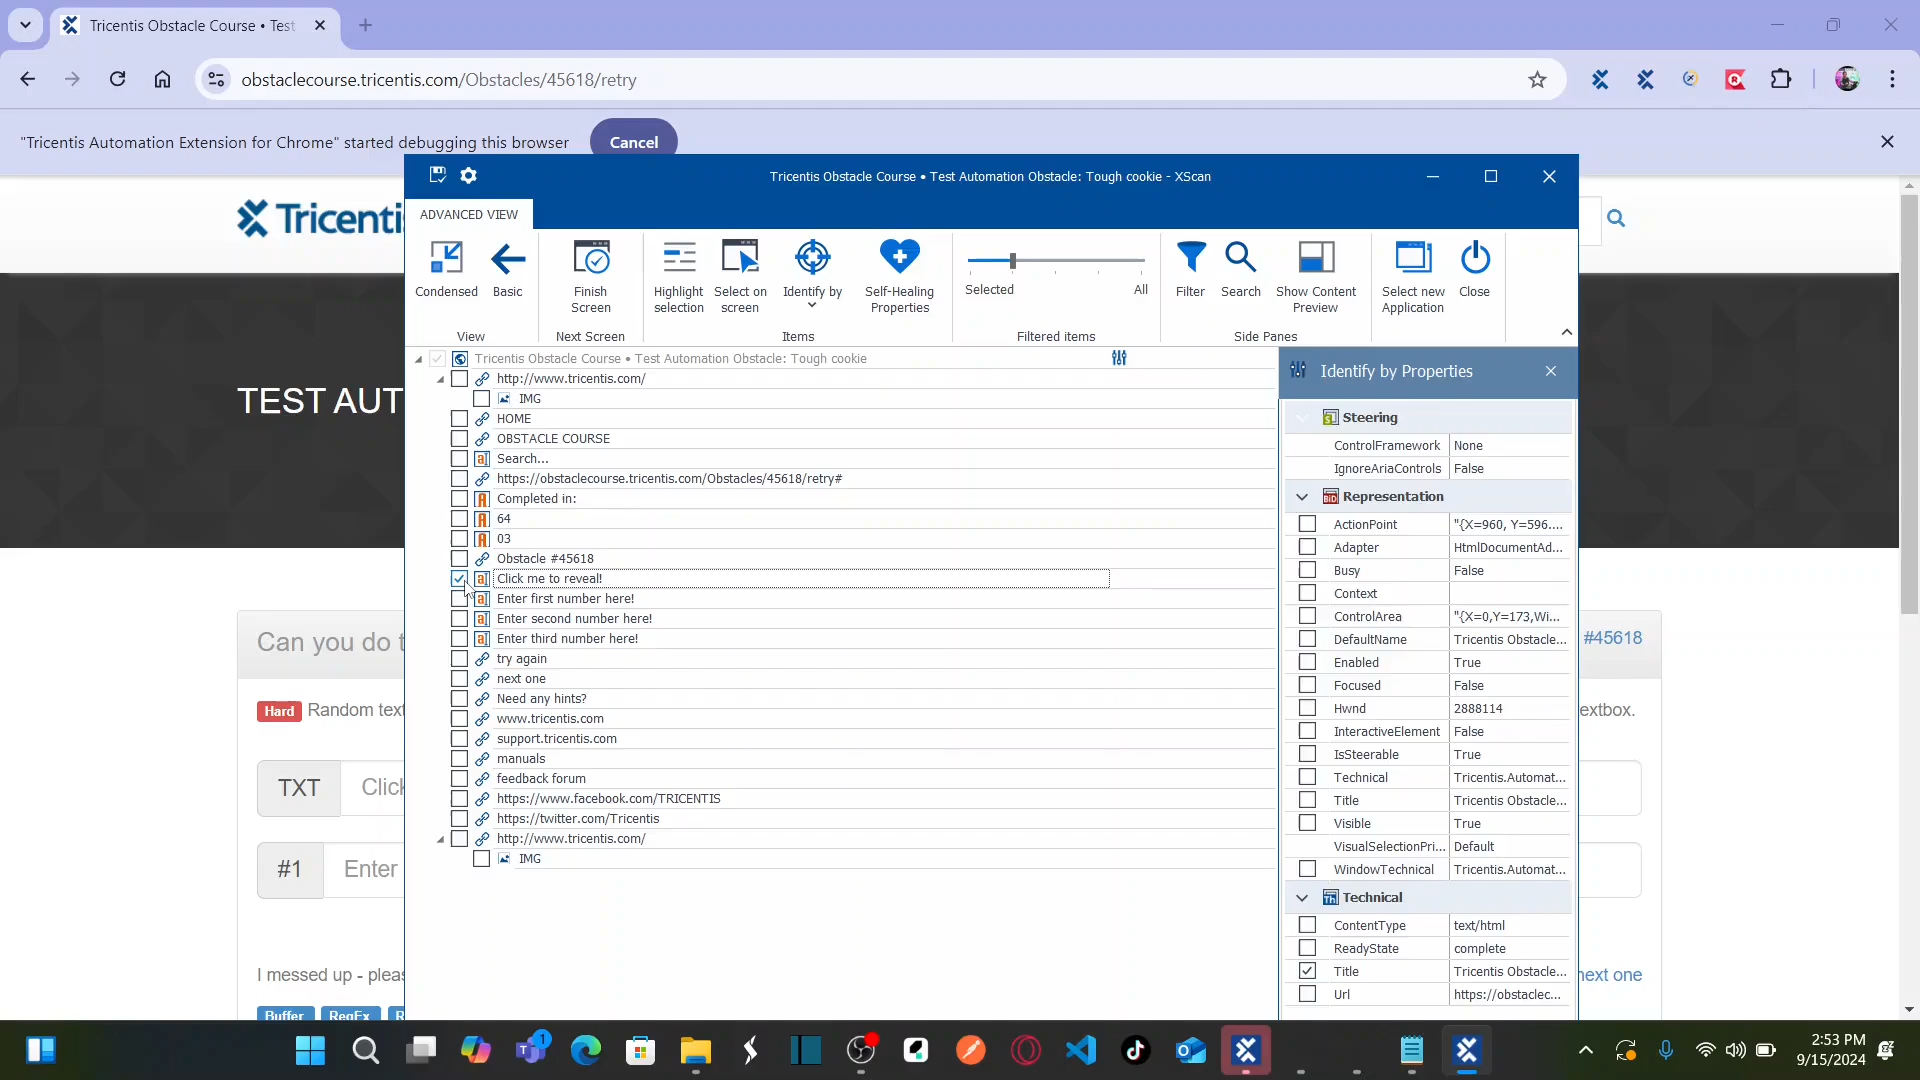 Tricentis Obstacle Course • Test
obstaclecourse.tricentis.com/Obstacles/45618/retry
"Tricentis Automation Extension for Chrome" started debugging this browser
Cancel
Tricentis
TEST AUT
Can you do t
#45618
Hard Random text
extbox.
TXT Click
#1 Enter
I messed up - pleas
next one
Buffer RegEx R
Tricentis Obstacle Course • Test Automation Obstacle: Tough cookie - XScan
ADVANCED VIEW
Condensed
Basic
View
Finish Screen
Next Screen
Highlight selection
Select on screen
Identify by
Self-Healing Properties
Items
Selected
All
Filtered items
Filter
Search
Show Content Preview
Side Panes
Select new Application
Close
Tricentis Obstacle Course • Test Automation Obstacle: Tough cookie
http://www.tricentis.com/
IMG
HOME
OBSTACLE COURSE
Search...
https://obstaclecourse.tricentis.com/Obstacles/45618/retry#
Completed in:
64
03
Obstacle #45618
Click me to reveal!
Enter first number here!
Enter second number here!
Enter third number here!
try again
next one
Need any hints?
www.tricentis.com
support.tricentis.com
manuals
feedback forum
https://www.facebook.com/TRICENTIS
https://twitter.com/Tricentis
http://www.tricentis.com/
IMG
Identify by Properties
Steering
ControlFramework None
IgnoreAriaControls False
Representation
ActionPoint "{X=960, Y=596....
Adapter HtmlDocumentAd...
Busy False
Context
ControlArea "{X=0,Y=173,Wi...
DefaultName Tricentis Obstacle...
Enabled True
Focused False
Hwnd 2888114
InteractiveElement False
IsSteerable True
Technical Tricentis.Automat...
Title Tricentis Obstacle...
Visible True
VisualSelectionPri... Default
WindowTechnical Tricentis.Automat...
Technical
ContentType text/html
ReadyState complete
Title Tricentis Obstacle...
Url https://obstaclec...
1
2:53 PM
9/15/2024